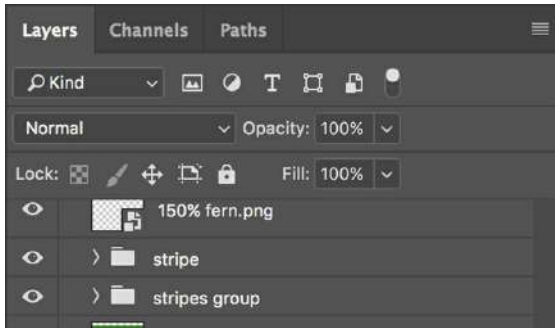 Layers Channels Paths
Kind T
Normal Opacity: 100%
Lock: Fill: 100%
150% fern.png
stripe
stripes group